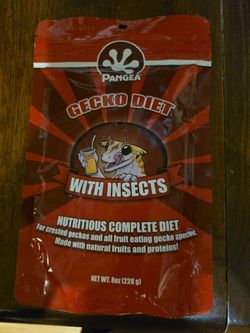 PANGEA
GECKO DIET
WITH INSECTS
NUTRITIOUS COMPLETE DIET
For crested geckos and all fruit eating gecko species.
Made with natural fruits and proteins!
NET WT. 8oz (228g)